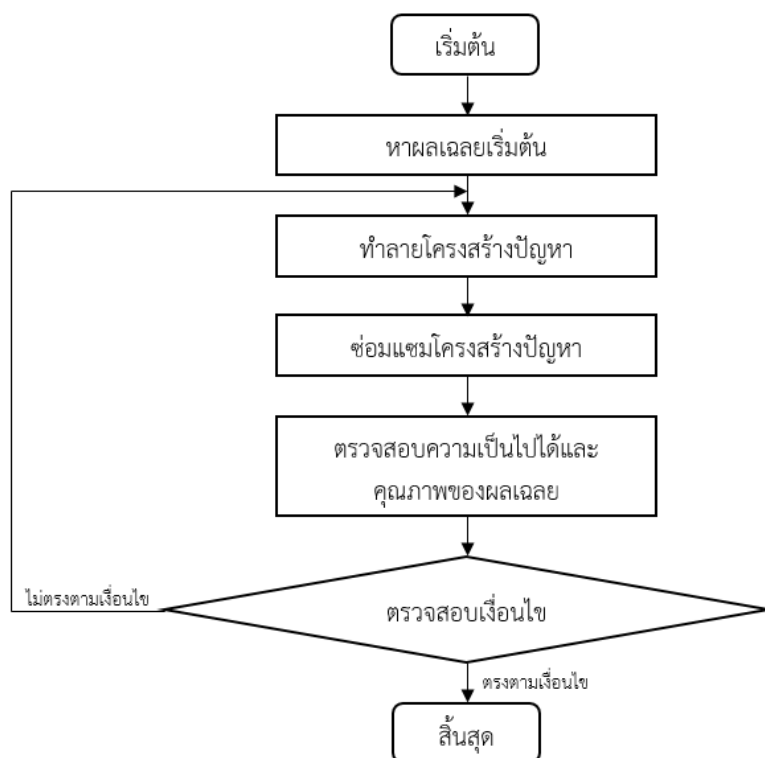 เริ่มต้น
หาผลเฉลยเริ่มต้น
ทำลายโครงสร้างปัญหา
ซ่อมแซมโครงสร้างปัญหา
ตรวจสอบความเป็นไปได้และ
คุณภาพของผลเฉลย
ไม่ตรงตามเงื่อนไข
ตรวจสอบเงื่อนไข
ตรงตามเงื่อนไข
สิ้นสุด